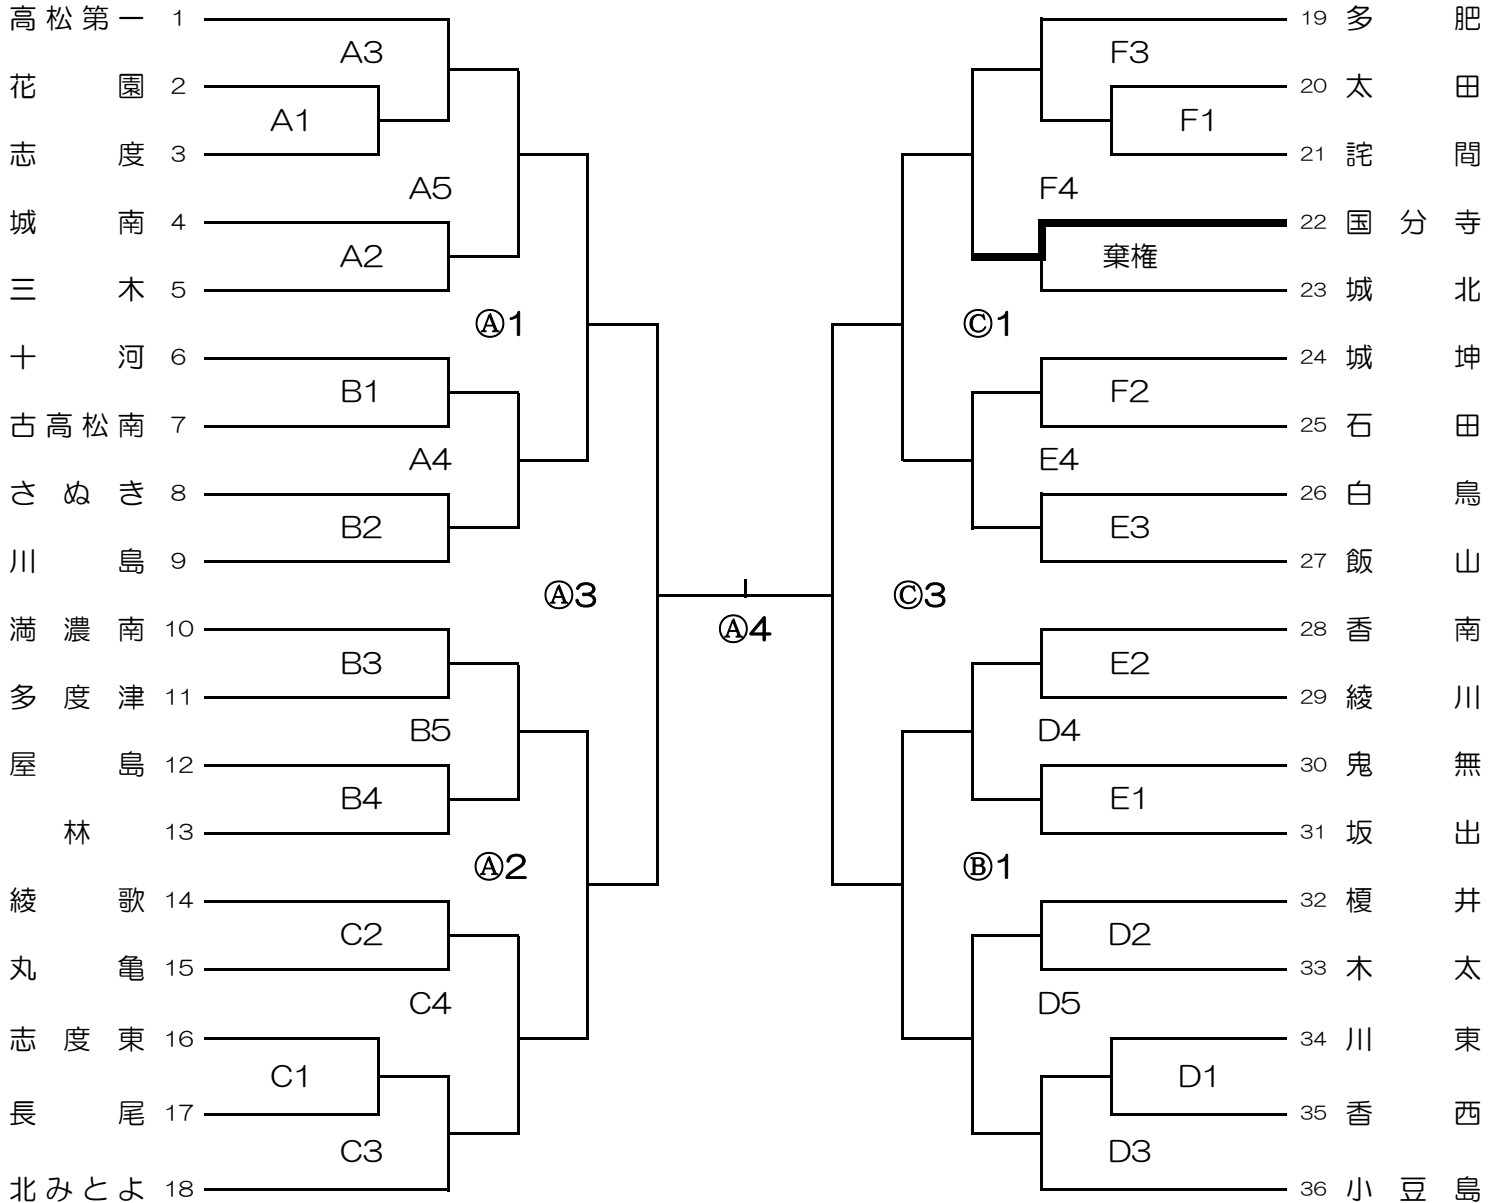 高松第一 1
A3
花園 2
A1
志度 3
A5
城南 4
A2
三木 5
Ⓐ1
十河 6
B1
古高松南 7
A4
さぬき 8
B2
川島 9
Ⓐ3
満濃南 10
B3
多度津 11
B5
屋島 12
B4
林 13
Ⓐ2
綾歌 14
C2
丸亀 15
C4
志度東 16
C1
長尾 17
C3
北みとよ 18
Ⓐ4
19 多肥
F3
20 太田
F1
21 詫間
F4
22 国分寺
棄権
23 城北
Ⓒ1
24 城坤
F2
25 石田
E4
26 白鳥
E3
27 飯山
Ⓒ3
28 香南
E2
29 綾川
D4
30 鬼無
E1
31 坂出
Ⓑ1
32 榎井
D2
33 木太
D5
34 川東
D1
35 香西
D3
36 小豆島